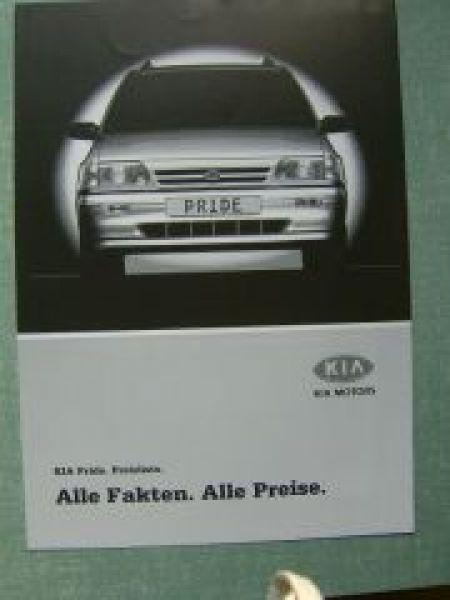 PRIDE
KIA
KIA MOTORS
KIA Pride. Preisliste.
Alle Fakten. Alle Preise.